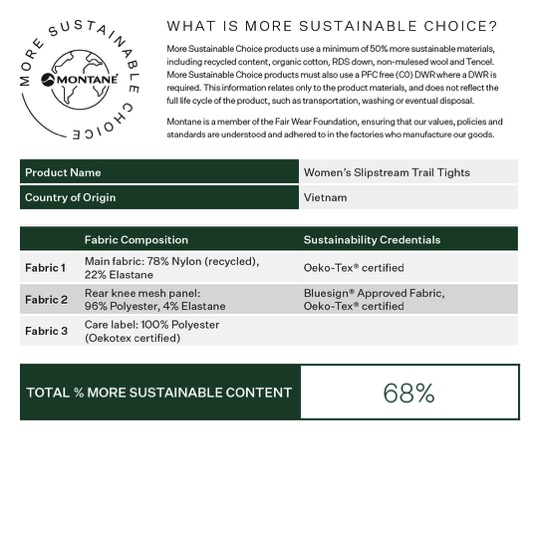 MORE SUSTAINABLE CHOICE
MONTANE
WHAT IS MORE SUSTAINABLE CHOICE?
More Sustainable Choice products use a minimum of 50% more sustainable materials,
including recycled content, organic cotton, RDS down, non-mulesed wool and Tencel.
More Sustainable Choice products must also use a PFC free (C0) DWR where a DWR is
required. This information relates only to the product materials, and does not reflect the
full life cycle of the product, such as transportation, washing or eventual disposal.
Montane is a member of the Fair Wear Foundation, ensuring that our values, policies and
standards are understood and adhered to in the factories who manufacture our goods.
Product Name Women's Slipstream Trail Tights
Country of Origin Vietnam
Fabric Composition Sustainability Credentials
Fabric 1 Main fabric: 78% Nylon (recycled),
22% Elastane Oeko-Tex® certified
Fabric 2 Rear knee mesh panel: Bluesign® Approved Fabric,
96% Polyester, 4% Elastane Oeko-Tex® certified
Fabric 3 Care label: 100% Polyester
(Oekotex certified)
TOTAL % MORE SUSTAINABLE CONTENT 68%